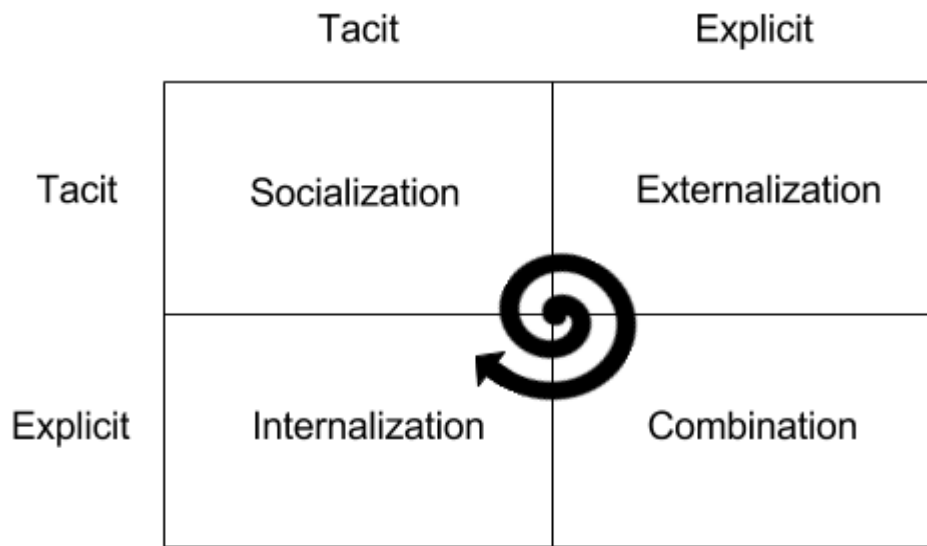 Tacit Explicit
Tacit Socialization Externalization
Explicit Internalization Combination